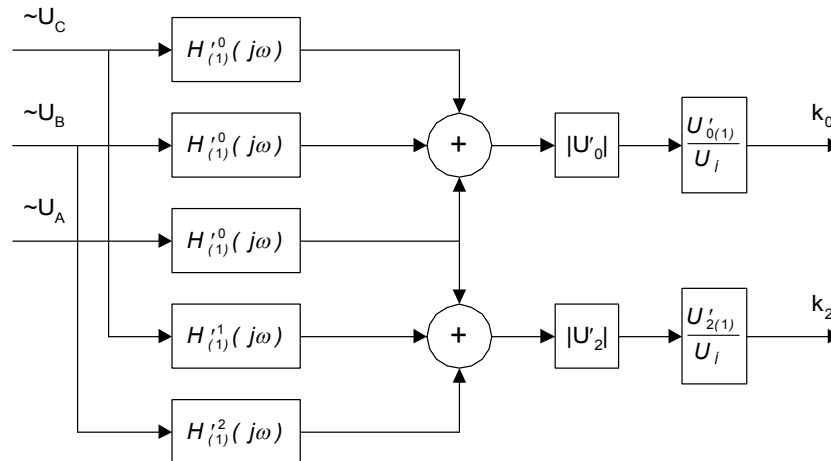 ~U_C
H′⁰₍₁₎(jω)
~U_B
H′⁰₍₁₎(jω)
+
|U′₀|
U′₀₍₁₎
U_i
k₀
~U_A
H′⁰₍₁₎(jω)
H′¹₍₁₎(jω)
+
|U′₂|
U′₂₍₁₎
U_i
k₂
H′²₍₁₎(jω)